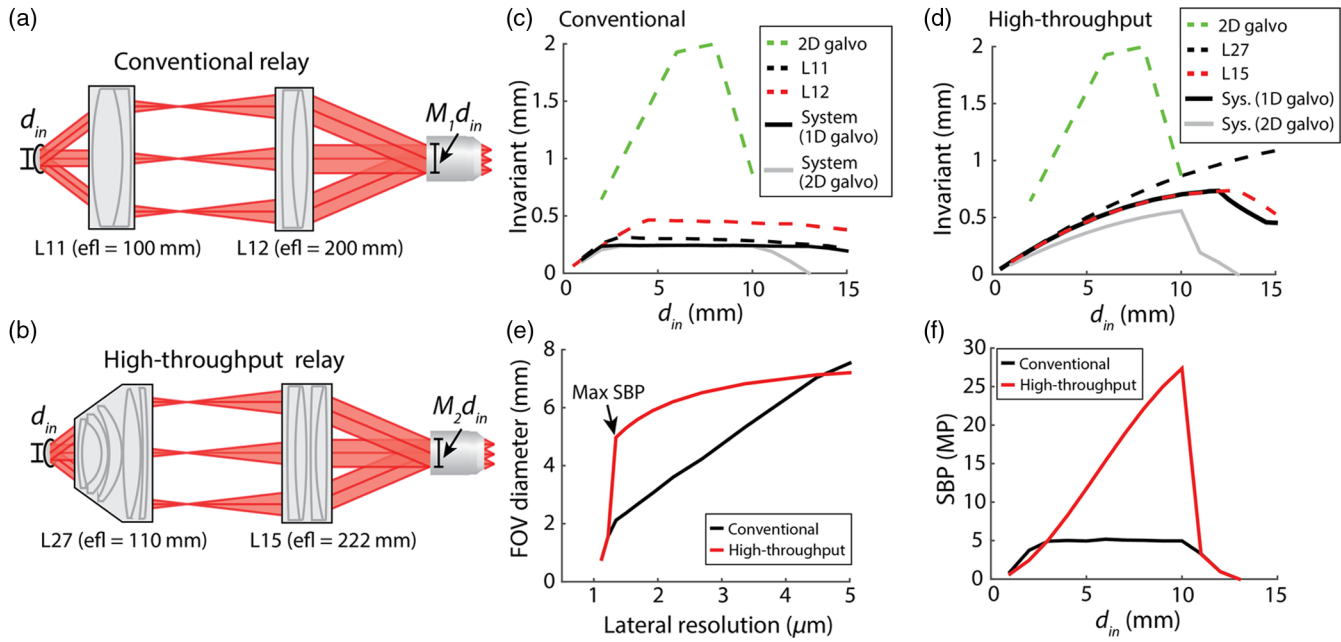 (a)
Conventional relay
d_in
M_1d_in
L11 (efl = 100 mm)
L12 (efl = 200 mm)
(b)
High-throughput relay
d_in
M_2d_in
L27 (efl = 110 mm)
L15 (efl = 222 mm)
(c)
Conventional
2D galvo
L11
L12
System
(1D galvo)
System
(2D galvo)
Invariant (mm)
2
1.5
1
0.5
0
0
5
10
15
d_in (mm)
(d)
High-throughput
2D galvo
L27
L15
Sys. (1D galvo)
Sys. (2D galvo)
Invariant (mm)
2
1.5
1
0.5
0
0
5
10
15
d_in (mm)
(e)
FOV diameter (mm)
8
6
4
2
0
Max SBP
Conventional
High-throughput
1
2
3
4
5
Lateral resolution (μm)
(f)
SBP (MP)
30
25
20
15
10
5
0
Conventional
High-throughput
0
5
10
15
d_in (mm)